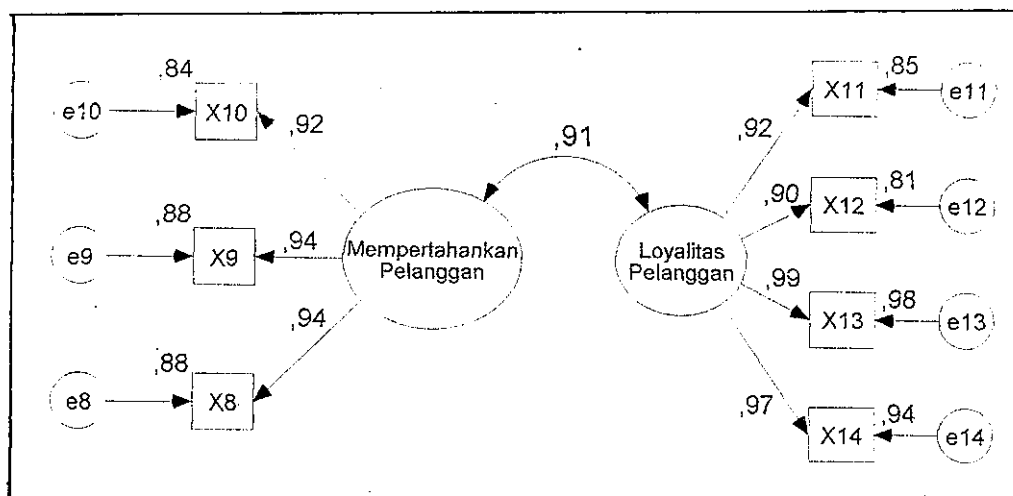 ,84
e10 X10 ,92
,88
e9 X9 ,94
,88
e8 X8 ,94
Mempertahankan
Pelanggan
,91
Loyalitas
Pelanggan
,92 X11 ,85 e11
,90 X12 ,81 e12
,99 X13 ,98 e13
,97 X14 ,94 e14